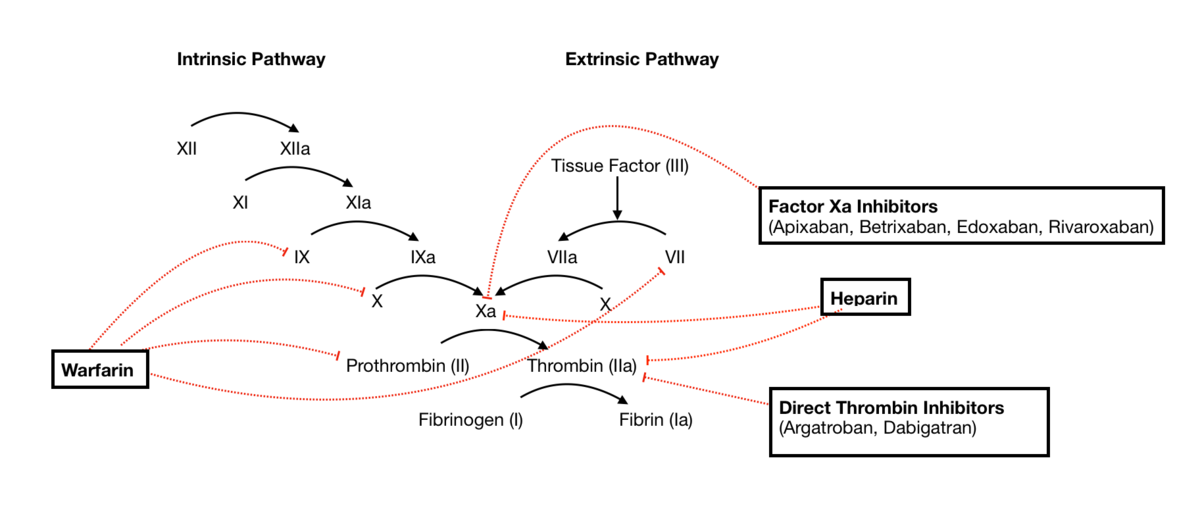 Intrinsic Pathway
Extrinsic Pathway
XII
XIIa
Tissue Factor (III)
XI
XIa
Factor Xa Inhibitors
(Apixaban, Betrixaban, Edoxaban, Rivaroxaban)
IX
IXa
VIIa
VII
X
Xa
X
Heparin
Warfarin
Prothrombin (II)
Thrombin (IIa)
Direct Thrombin Inhibitors
(Argatroban, Dabigatran)
Fibrinogen (I)
Fibrin (Ia)